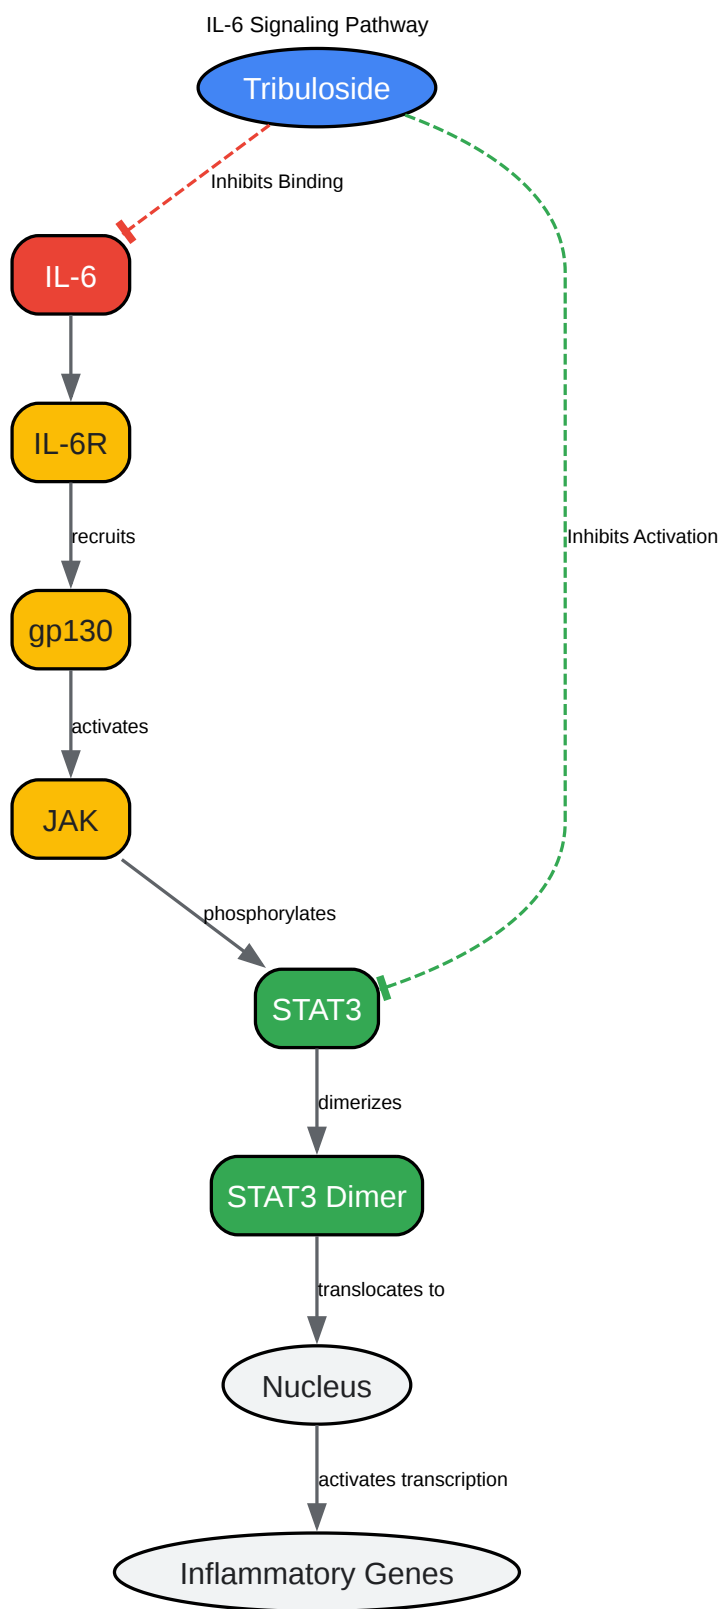 IL-6 Signaling Pathway
Tribuloside
Inhibits Binding
IL-6
IL-6R
recruits
Inhibits Activation
gp130
activates
JAK
phosphorylates
STAT3
dimerizes
STAT3 Dimer
translocates to
Nucleus
activates transcription
Inflammatory Genes